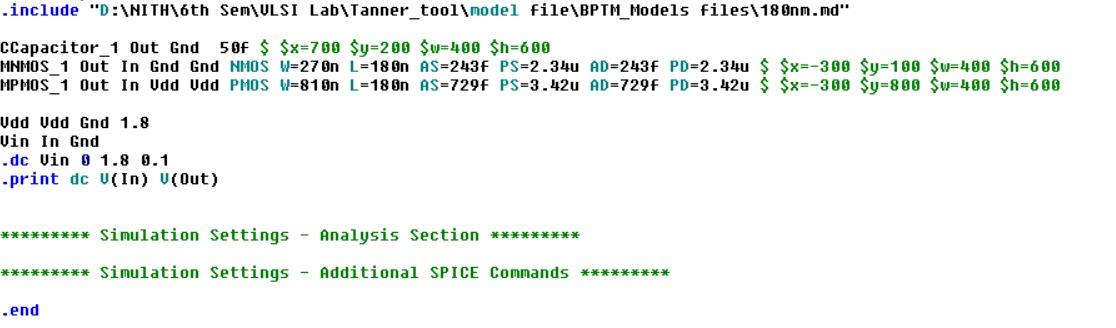 .include "D:\NITH\6th Sem\VLSI Lab\Tanner_tool\model file\BPTM_Models files\180nm.md"
CCapacitor_1 Out Gnd  50f $ $x=700 $y=200 $w=400 $h=600
MNMOS_1 Out In Gnd Gnd NMOS W=270n L=180n AS=243f PS=2.34u AD=243f PD=2.34u $ $x=-300 $y=100 $w=400 $h=600
MPMOS_1 Out In Vdd Vdd PMOS W=810n L=180n AS=729f PS=3.42u AD=729f PD=3.42u $ $x=-300 $y=800 $w=400 $h=600
Vdd Vdd Gnd 1.8
Vin In Gnd
.dc Vin 0 1.8 0.1
.print dc V(In) V(Out)
********* Simulation Settings - Analysis Section *********
********* Simulation Settings - Additional SPICE Commands *********
.end